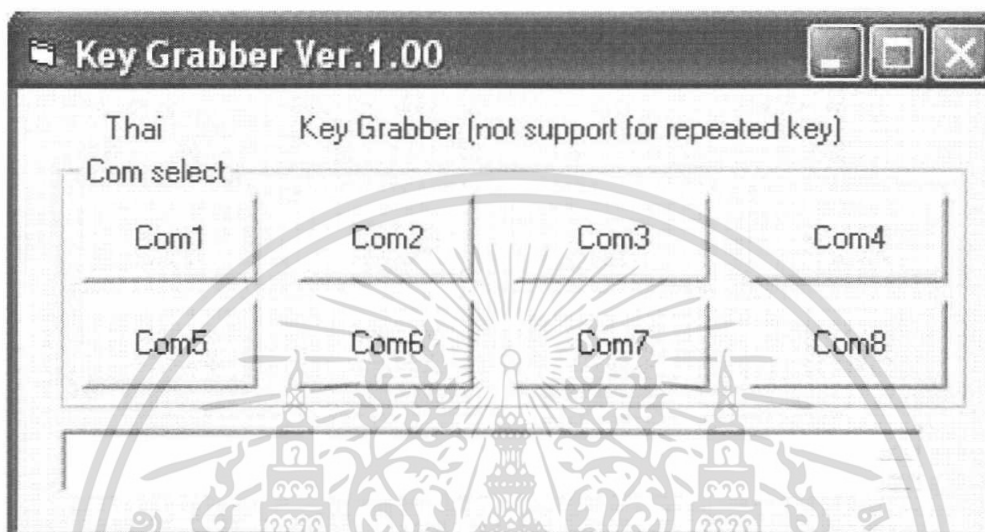 Key Grabber Ver.1.00
Thai Key Grabber (not support for repeated key)
Com select
Com1 Com2 Com3 Com4
Com5 Com6 Com7 Com8